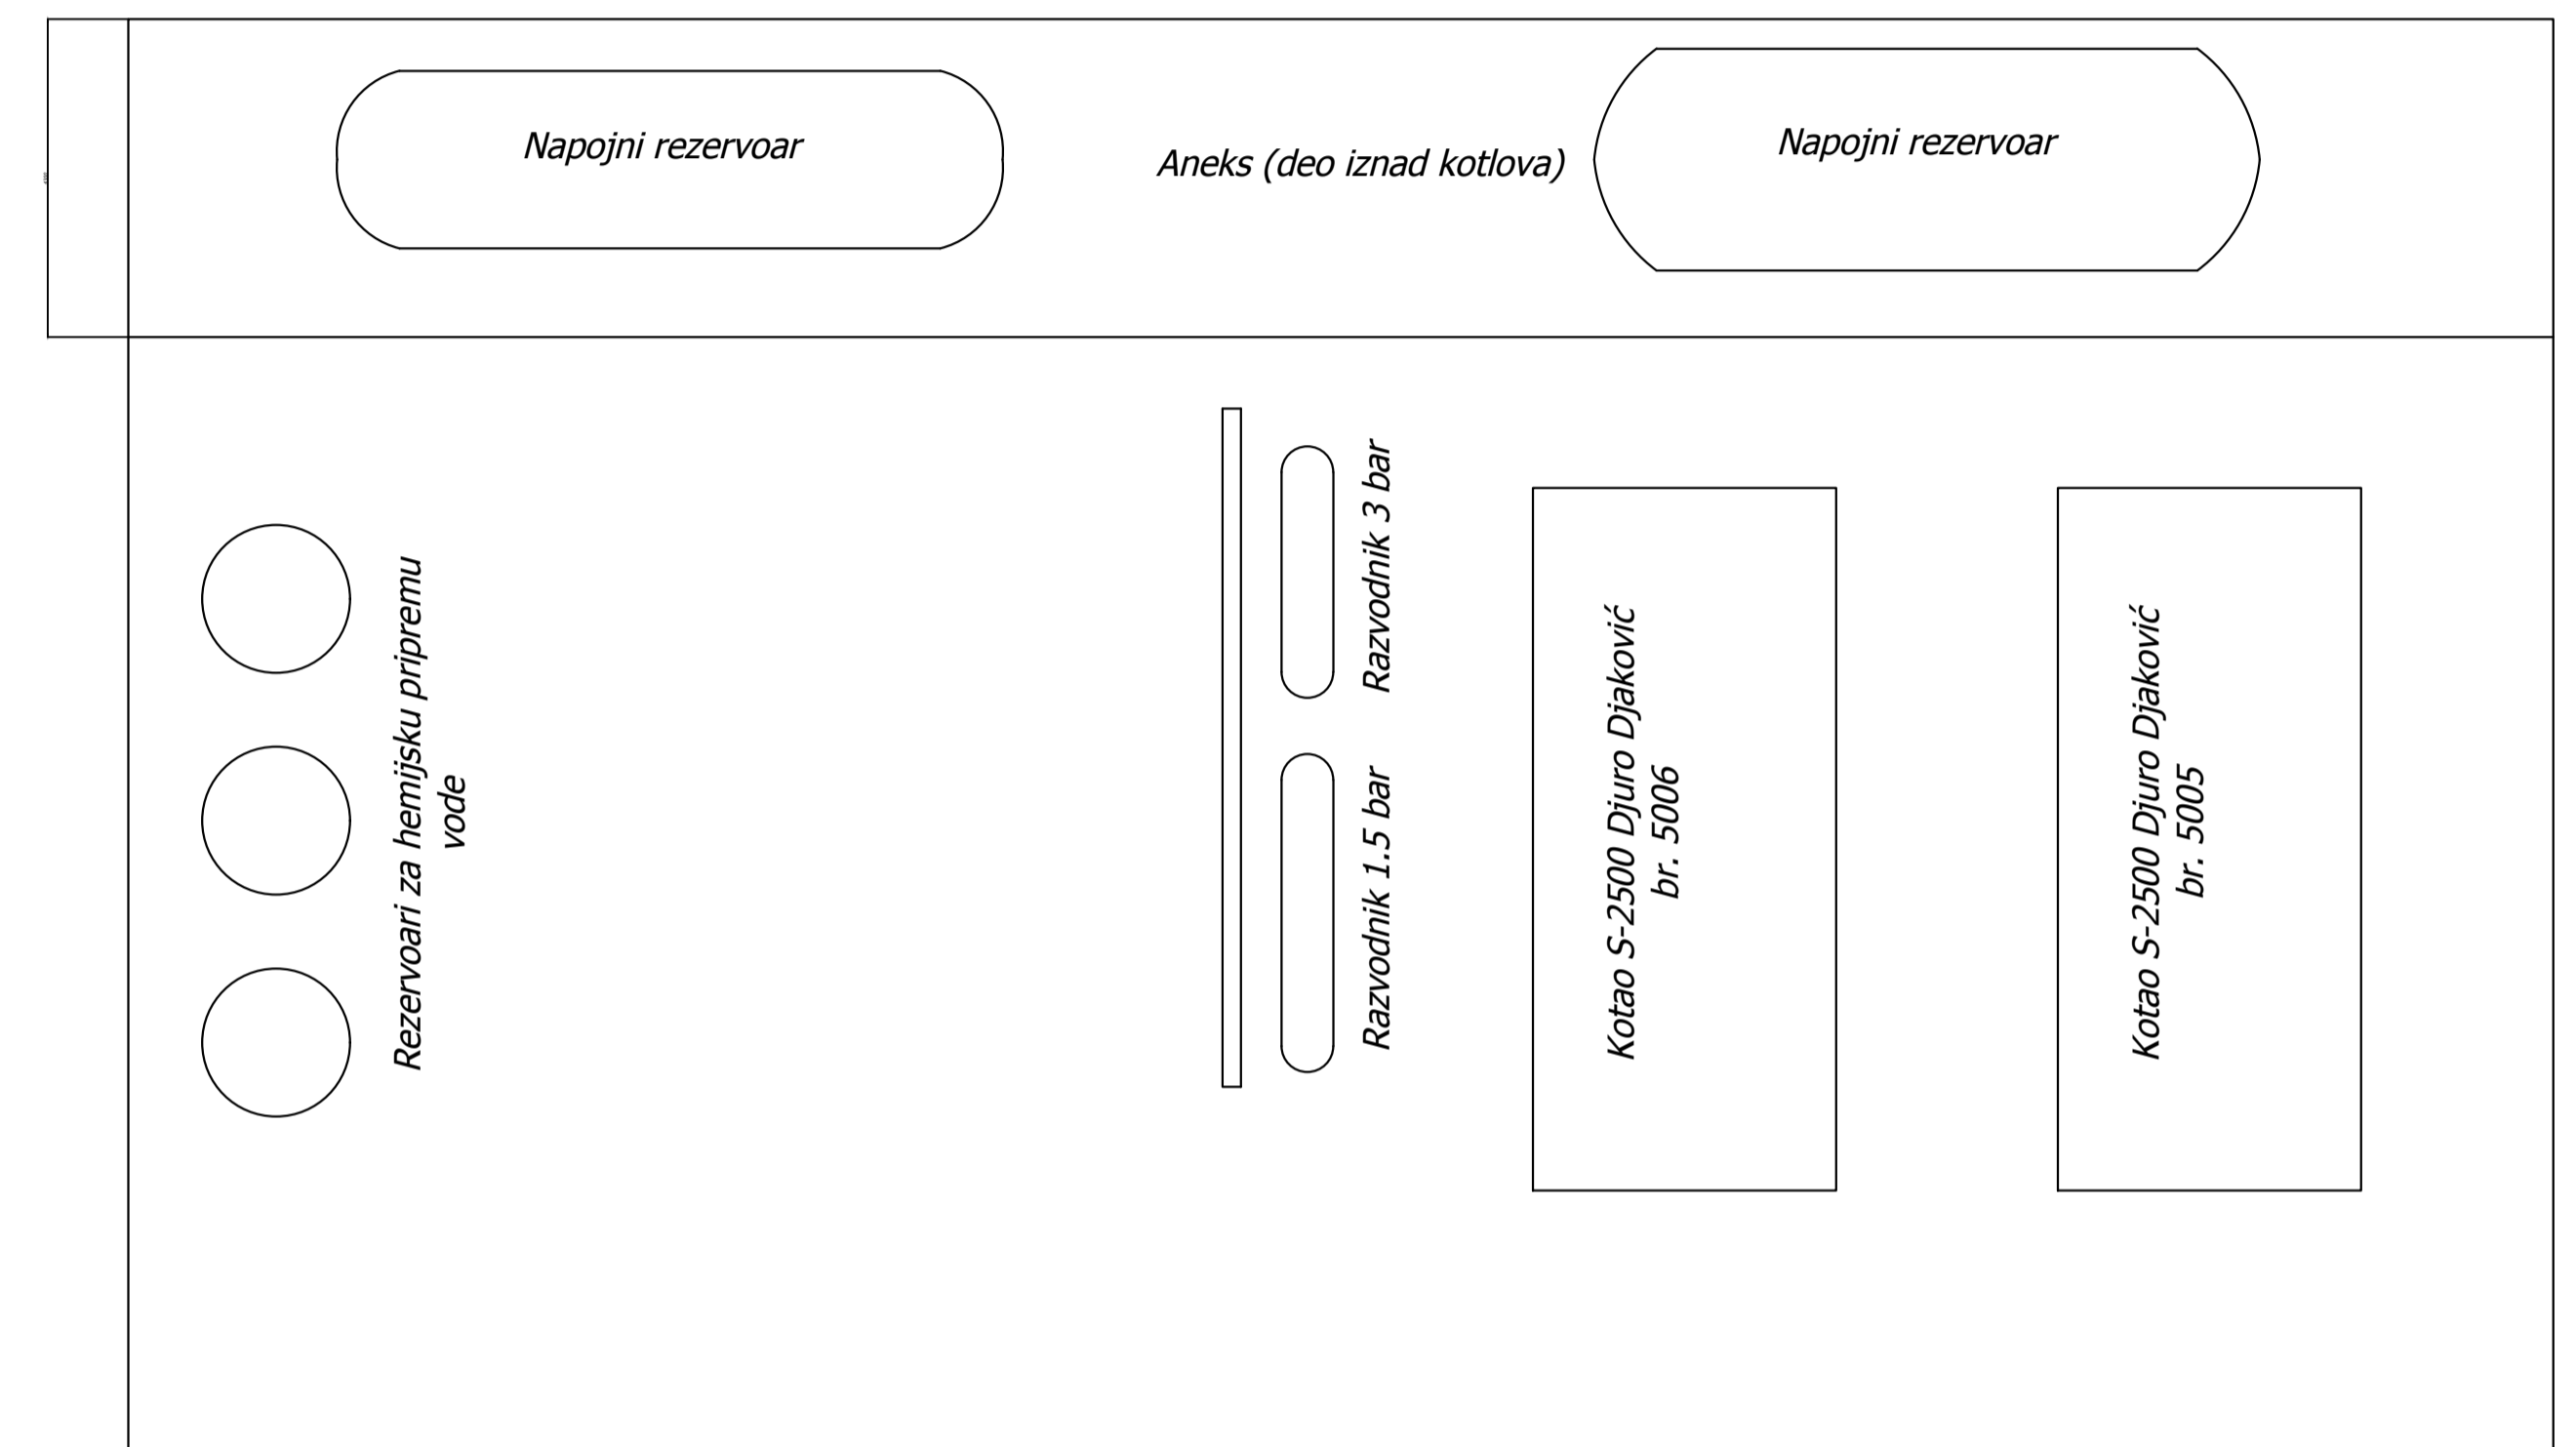 Napojni rezervoar
Aneks (deo iznad kotlova)
Napojni rezervoar
Rezervoari za hemijsku pripremu
vode
Razvodnik 3 bar
Razvodnik 1.5 bar
Kotao S-2500 Djuro Djaković
br. 5006
Kotao S-2500 Djuro Djaković
br. 5005